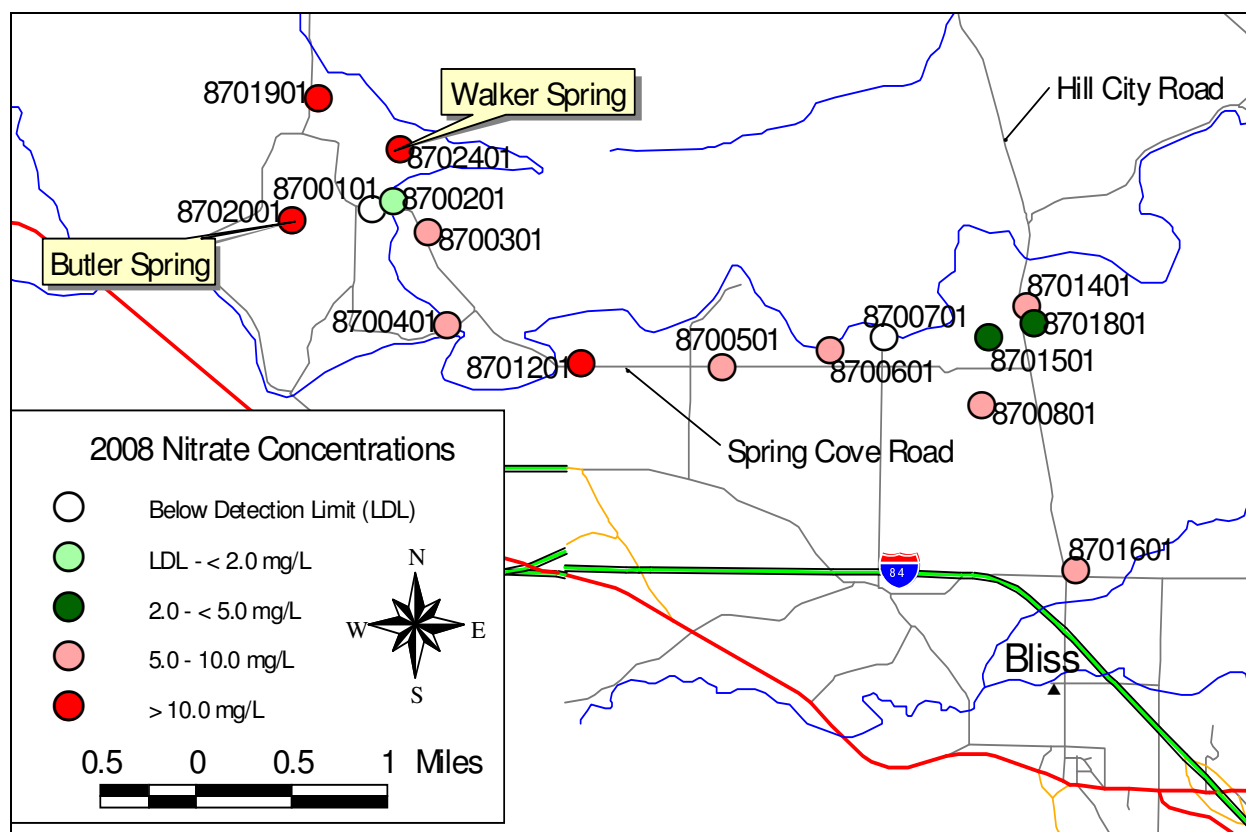 8701901
Walker Spring
Hill City Road
8702401
8700101
8700201
8702001
8700301
Butler Spring
8701401
8700401
8700701
8701801
8700501
8701501
8701201
8700601
8700801
Spring Cove Road
2008 Nitrate Concentrations
Below Detection Limit (LDL)
LDL - < 2.0 mg/L
2.0 - < 5.0 mg/L
5.0 - 10.0 mg/L
> 10.0 mg/L
N
W E
S
8701601
84
Bliss
0.5 0 0.5 1 Miles